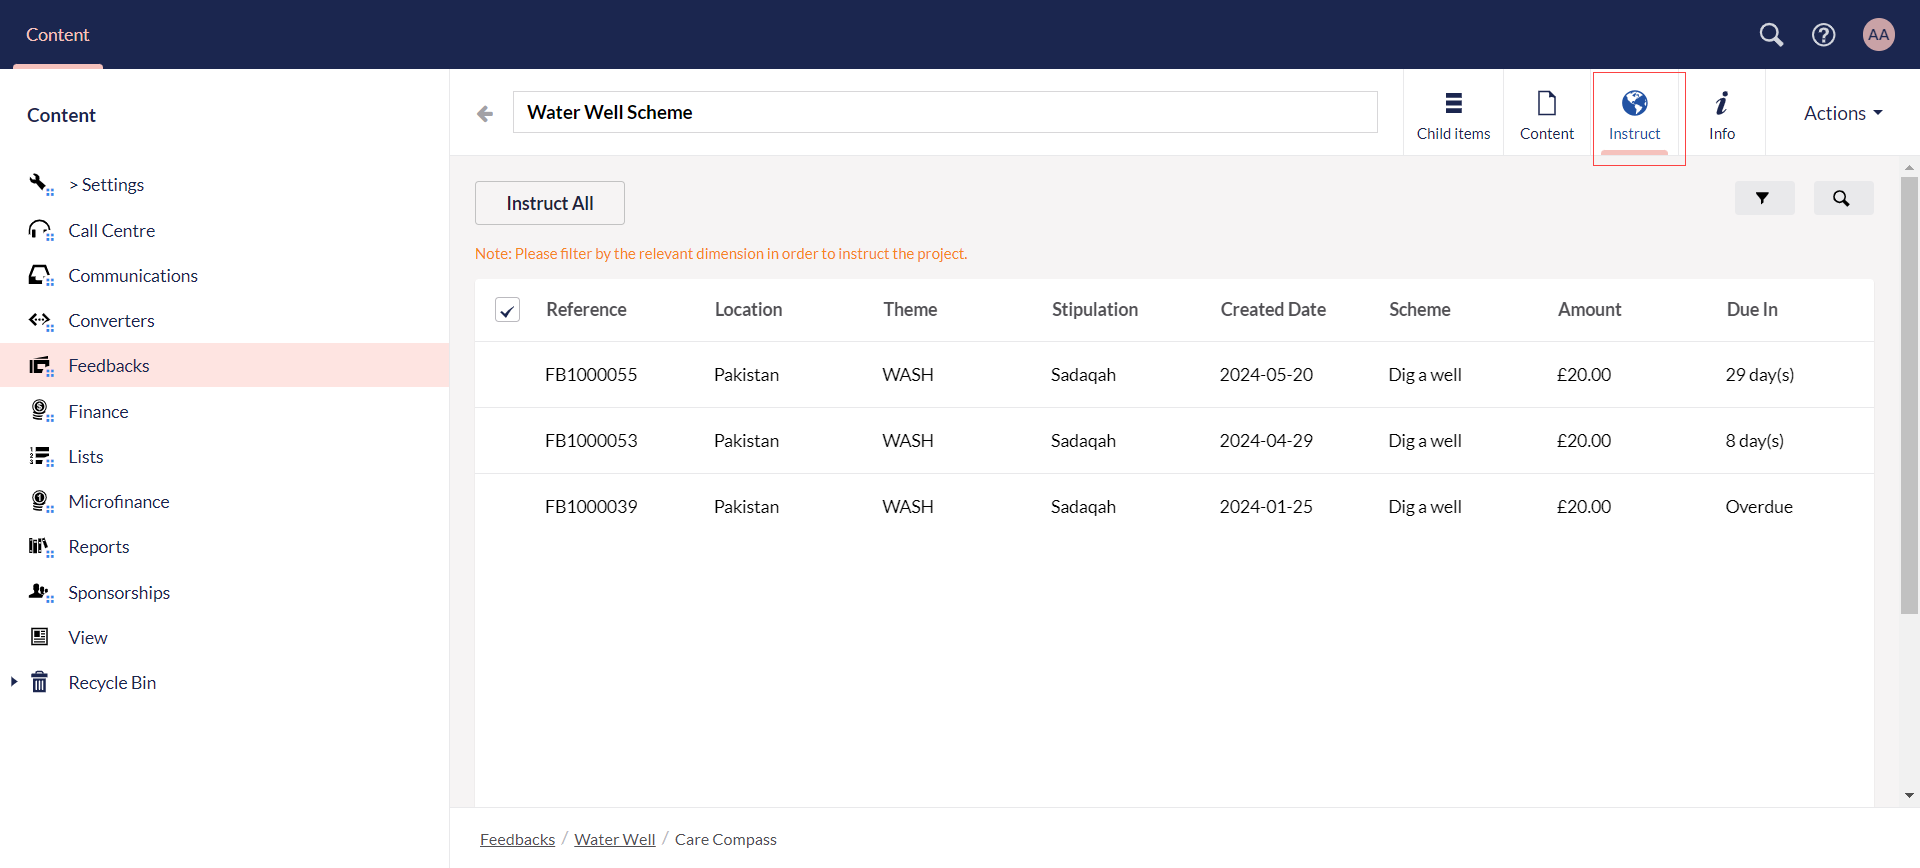 Content
AA
Content
> Settings
Call Centre
Communications
Converters
Feedbacks
Finance
Lists
Microfinance
Reports
Sponsorships
View
Recycle Bin
Water Well Scheme
Child items
Content
Instruct
Info
Actions
Instruct All
Note: Please filter by the relevant dimension in order to instruct the project.
Reference Location Theme Stipulation Created Date Scheme Amount Due In
FB1000055 Pakistan WASH Sadaqah 2024-05-20 Dig a well £20.00 29 day(s)
FB1000053 Pakistan WASH Sadaqah 2024-04-29 Dig a well £20.00 8 day(s)
FB1000039 Pakistan WASH Sadaqah 2024-01-25 Dig a well £20.00 Overdue
Feedbacks / Water Well / Care Compass